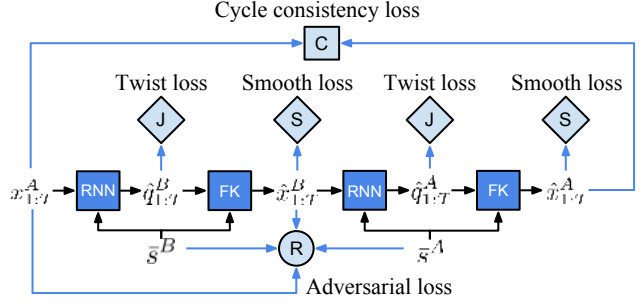 Cycle consistency loss
C
Twist loss Smooth loss Twist loss Smooth loss
J S J S
x^A_{1:T} RNN q̂^B_{1:T} FK x̂^B_{1:T} RNN q̂^A_{1:T} FK x̂^A_{1:T}
s̄^B R s̄^A
Adversarial loss